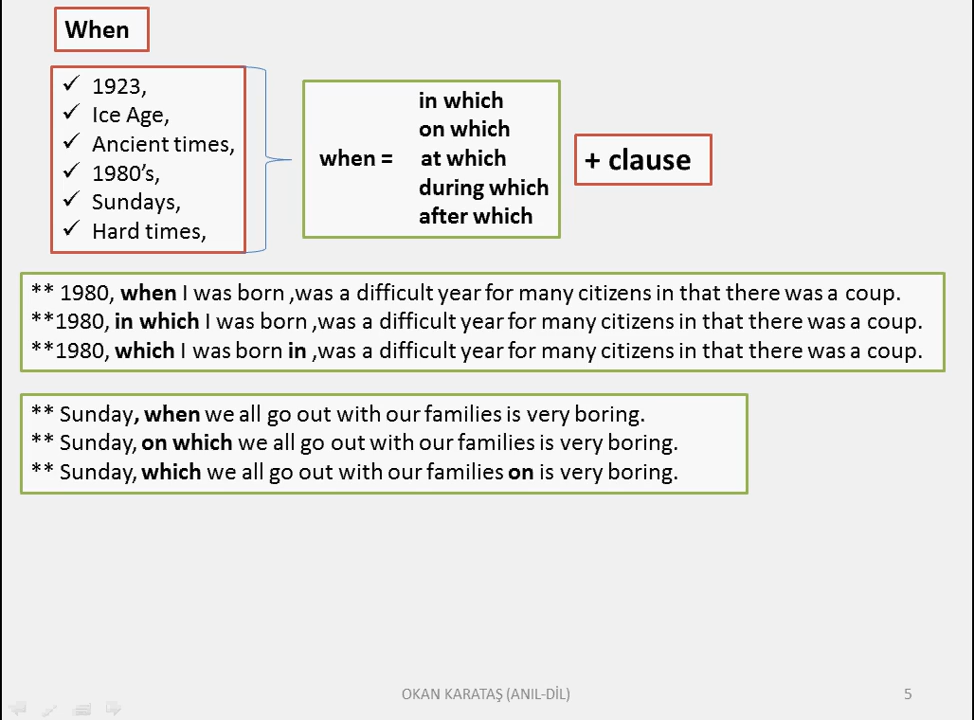 When
✓ 1923,
✓ Ice Age,
✓ Ancient times,
✓ 1980’s,
✓ Sundays,
✓ Hard times,
in which
on which
when = at which
during which
after which
+ clause
** 1980, when I was born ,was a difficult year for many citizens in that there was a coup.
**1980, in which I was born ,was a difficult year for many citizens in that there was a coup.
**1980, which I was born in ,was a difficult year for many citizens in that there was a coup.
** Sunday, when we all go out with our families is very boring.
** Sunday, on which we all go out with our families is very boring.
** Sunday, which we all go out with our families on is very boring.
OKAN KARATAŞ (ANIL-DİL)
5